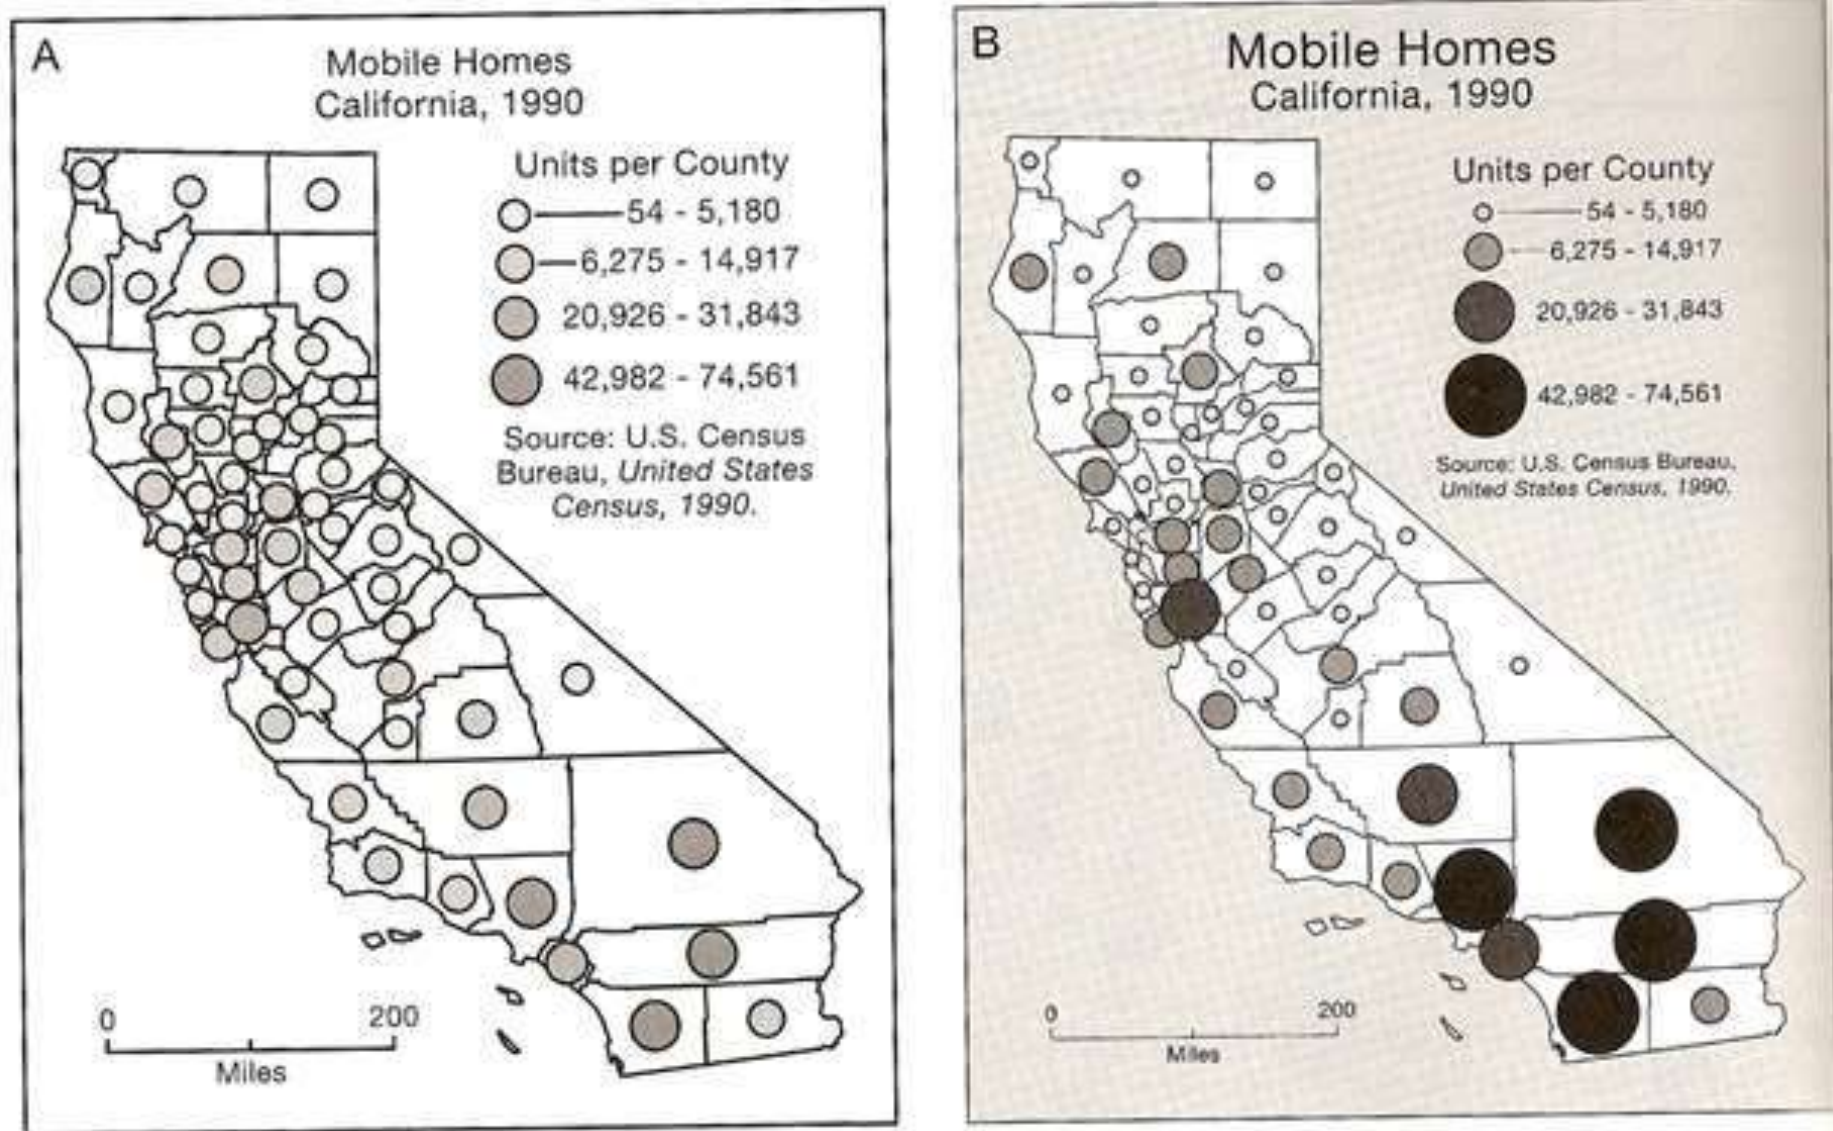 A
Mobile Homes
California, 1990
Units per County
54 - 5,180
6,275 - 14,917
20,926 - 31,843
42,982 - 74,561
Source: U.S. Census
Bureau, United States
Census, 1990.
0 200
Miles
B
Mobile Homes
California, 1990
Units per County
54 - 5,180
6,275 - 14,917
20,926 - 31,843
42,982 - 74,561
Source: U.S. Census Bureau,
United States Census, 1990.
0 200
Miles